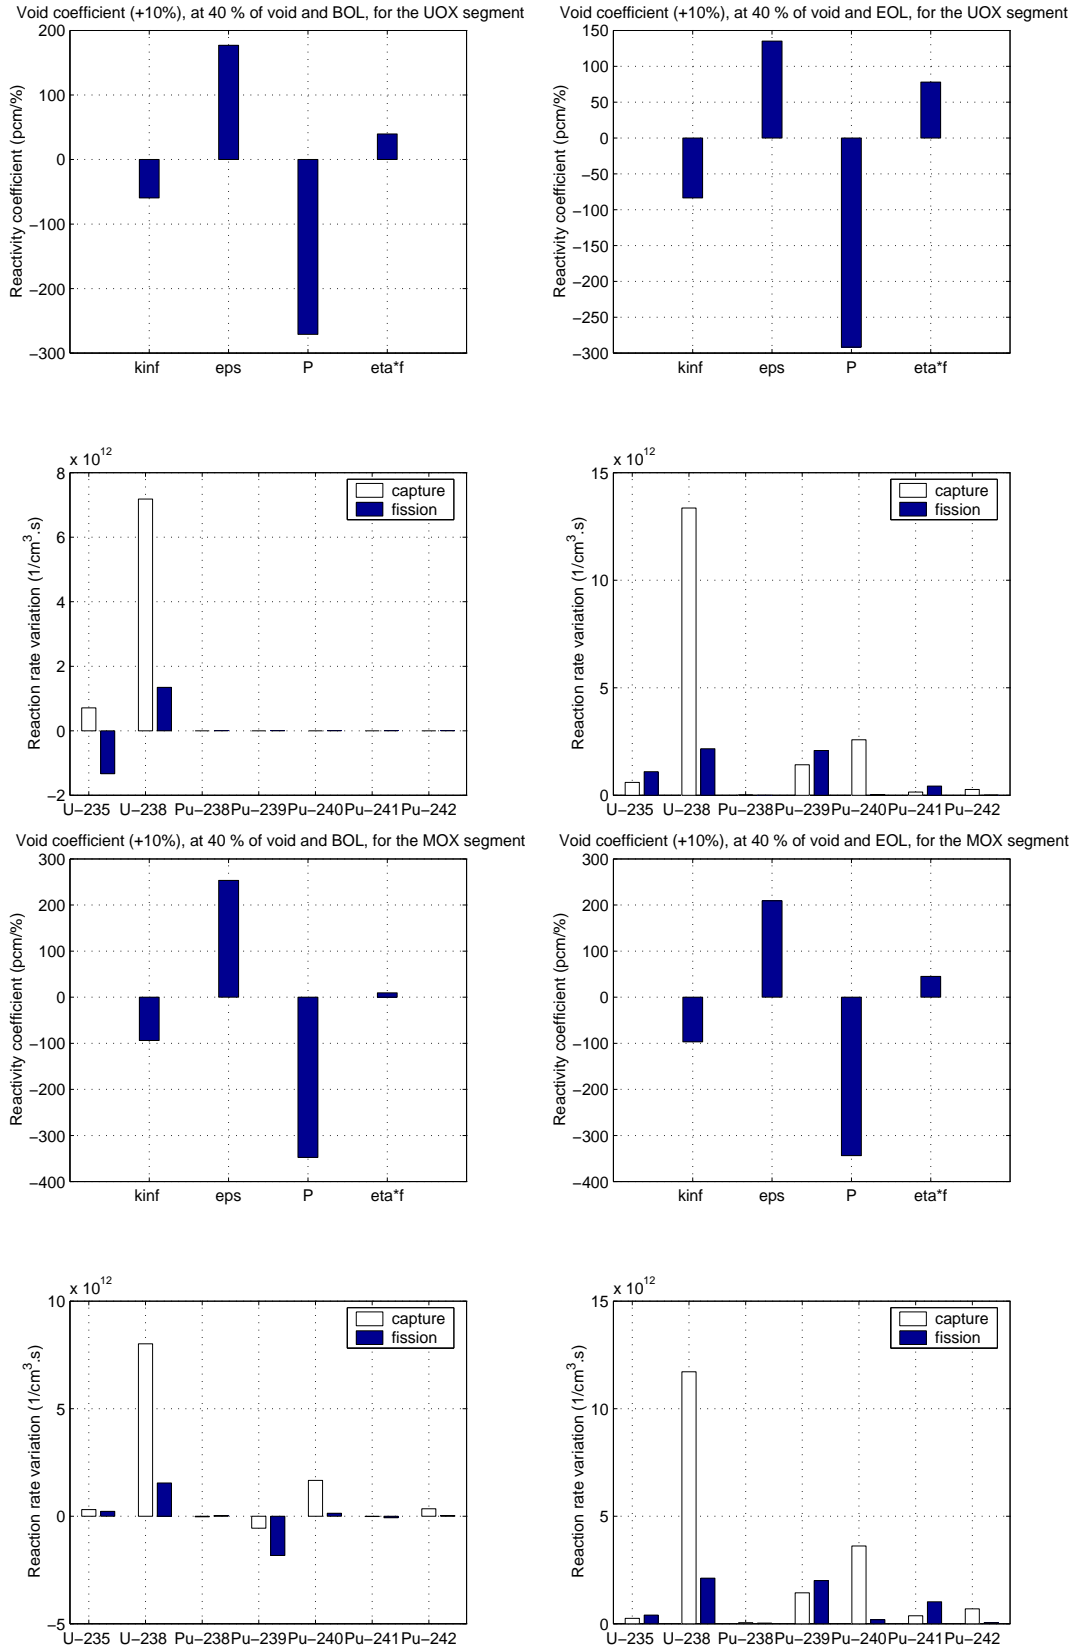 Void coefficient (+10%), at 40 % of void and BOL, for the UOX segment
200
100
0
−100
−200
−300
Reactivity coefficient (pcm/%)
kinf eps P eta*f
Void coefficient (+10%), at 40 % of void and EOL, for the UOX segment
150
100
50
0
−50
−100
−150
−200
−250
−300
Reactivity coefficient (pcm/%)
kinf eps P eta*f
x 10^12
8
6
4
2
0
−2
Reaction rate variation (1/cm^3.s)
capture
fission
U−235 U−238 Pu−238 Pu−239 Pu−240 Pu−241 Pu−242
x 10^12
15
10
5
0
Reaction rate variation (1/cm^3.s)
capture
fission
U−235 U−238 Pu−238 Pu−239 Pu−240 Pu−241 Pu−242
Void coefficient (+10%), at 40 % of void and BOL, for the MOX segment
300
200
100
0
−100
−200
−300
−400
Reactivity coefficient (pcm/%)
kinf eps P eta*f
Void coefficient (+10%), at 40 % of void and EOL, for the MOX segment
300
200
100
0
−100
−200
−300
−400
Reactivity coefficient (pcm/%)
kinf eps P eta*f
x 10^12
10
5
0
−5
Reaction rate variation (1/cm^3.s)
capture
fission
U−235 U−238 Pu−238 Pu−239 Pu−240 Pu−241 Pu−242
x 10^12
15
10
5
0
Reaction rate variation (1/cm^3.s)
capture
fission
U−235 U−238 Pu−238 Pu−239 Pu−240 Pu−241 Pu−242